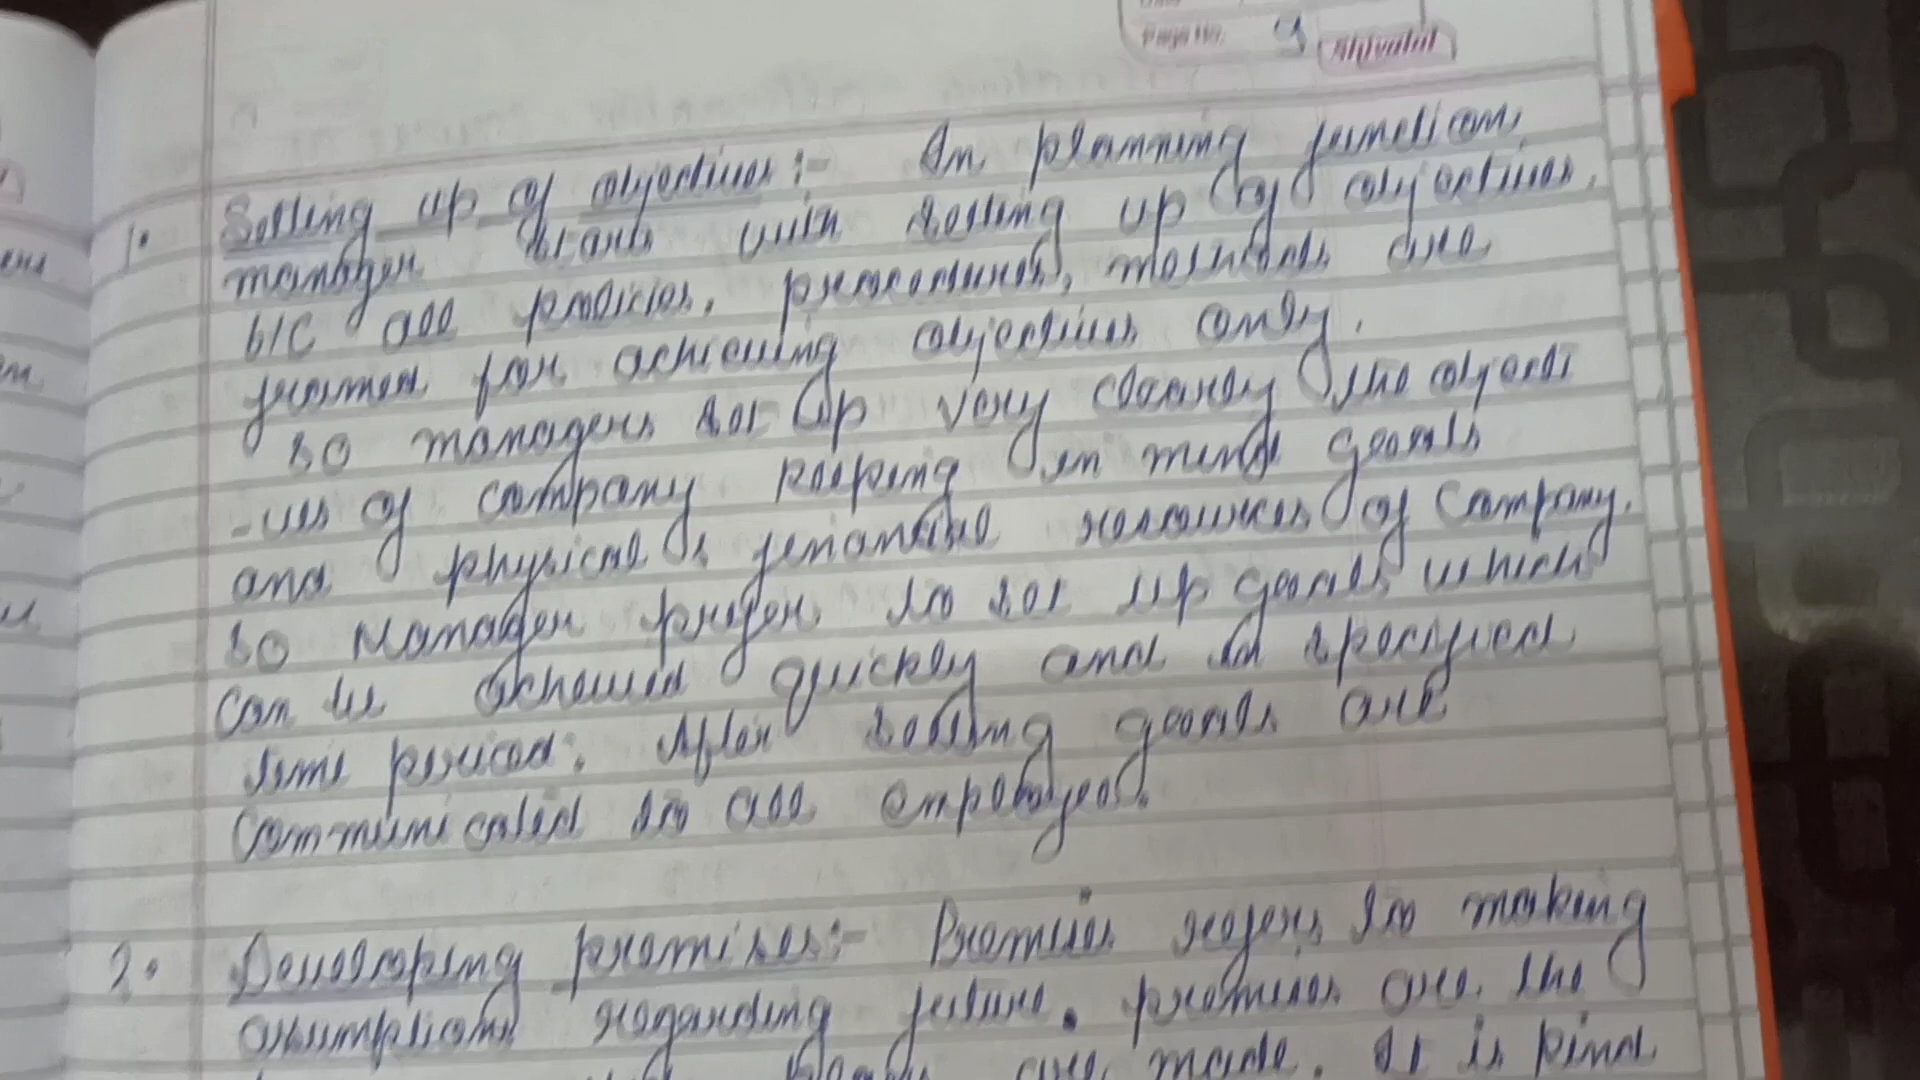 Page No. 9 Shivalal
1. Setting up of objectives :- In planning function
manager starts with setting up of objectives.
b/c all policies, procedures, methods are
framed for achieving objectives only.
So managers set up very clearly the objecti
-ves of company keeping in mind goals
and physical & financial resources of company.
So Manager prefer to set up goals which
can be achieved quickly and in specified
time period. After setting goals are
communicated to all employees.
2. Developing premises :- Premises refers to making
assumptions regarding future. premises are the
are made. It is kind